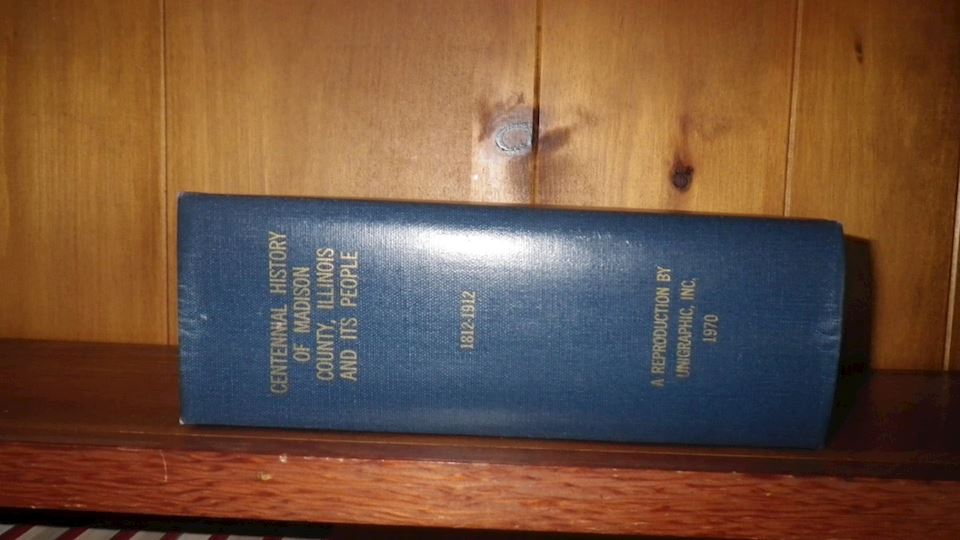 CENTENNIAL HISTORY
OF MADISON
COUNTY, ILLINOIS
AND ITS PEOPLE
1812-1912
A REPRODUCTION BY
UNIGRAPHIC, INC.
1970